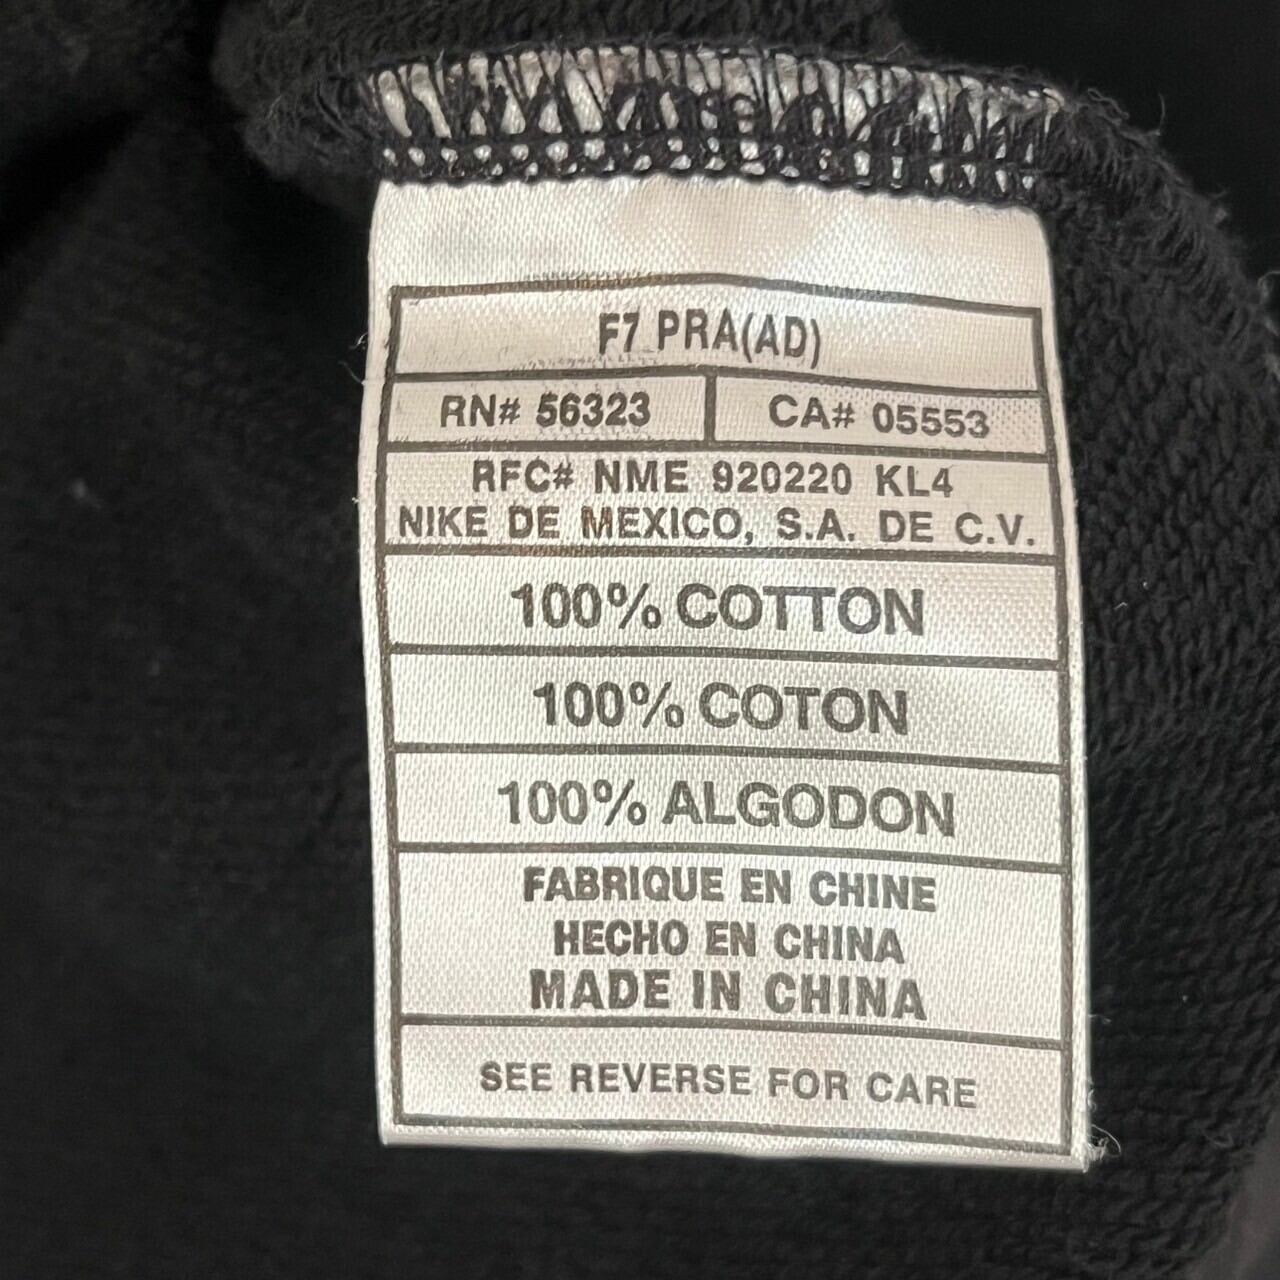 F7 PRA(AD)
RN# 56323
CA# 05553
RFC# NME 920220 KL4
NIKE DE MEXICO, S.A. DE C.V.
100% COTTON
100% COTON
100% ALGODON
FABRIQUE EN CHINE
HECHO EN CHINA
MADE IN CHINA
SEE REVERSE FOR CARE